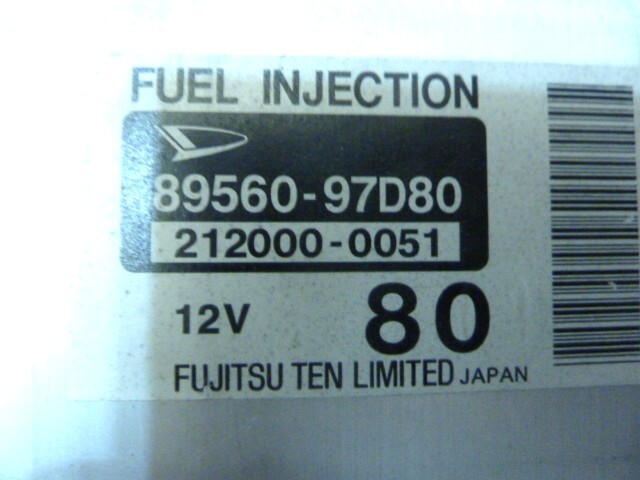 FUEL INJECTION
89560-97D80
212000-0051
12V 80
FUJITSU TEN LIMITED JAPAN